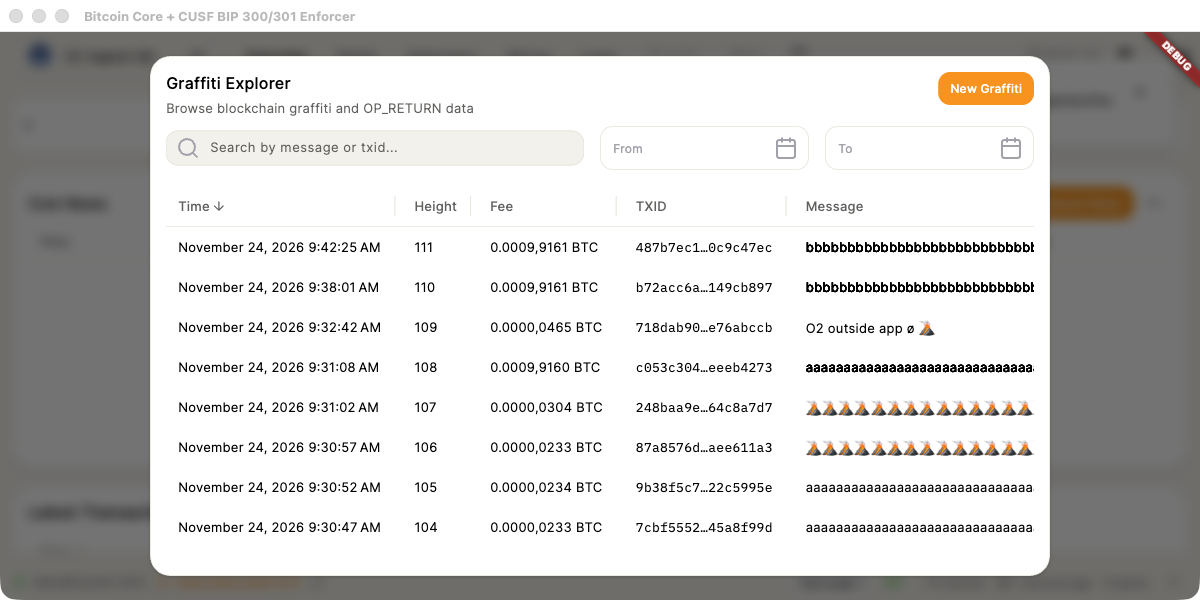 Bitcoin Core + CUSF BIP 300/301 Enforcer
DEBUG
Graffiti Explorer
New Graffiti
Browse blockchain graffiti and OP_RETURN data
Search by message or txid...
From
To
Time ↓ Height Fee TXID Message
November 24, 2026 9:42:25 AM 111 0.0009,9161 BTC 487b7ec1…0c9c47ec bbbbbbbbbbbbbbbbbbbbbbbbbbbb
November 24, 2026 9:38:01 AM 110 0.0009,9161 BTC b72acc6a…149cb897 bbbbbbbbbbbbbbbbbbbbbbbbbbbb
November 24, 2026 9:32:42 AM 109 0.0000,0465 BTC 718dab90…e76abccb O2 outside app ø 🌋
November 24, 2026 9:31:08 AM 108 0.0009,9160 BTC c053c304…eeeb4273 aaaaaaaaaaaaaaaaaaaaaaaaaaaaa
November 24, 2026 9:31:02 AM 107 0.0000,0304 BTC 248baa9e…64c8a7d7 🌋🌋🌋🌋🌋🌋🌋🌋🌋🌋🌋🌋🌋🌋
November 24, 2026 9:30:57 AM 106 0.0000,0233 BTC 87a8576d…aee611a3 🌋🌋🌋🌋🌋🌋🌋🌋🌋🌋🌋🌋🌋🌋
November 24, 2026 9:30:52 AM 105 0.0000,0234 BTC 9b38f5c7…22c5995e aaaaaaaaaaaaaaaaaaaaaaaaaaaaa
November 24, 2026 9:30:47 AM 104 0.0000,0233 BTC 7cbf5552…45a8f99d aaaaaaaaaaaaaaaaaaaaaaaaaaaaa